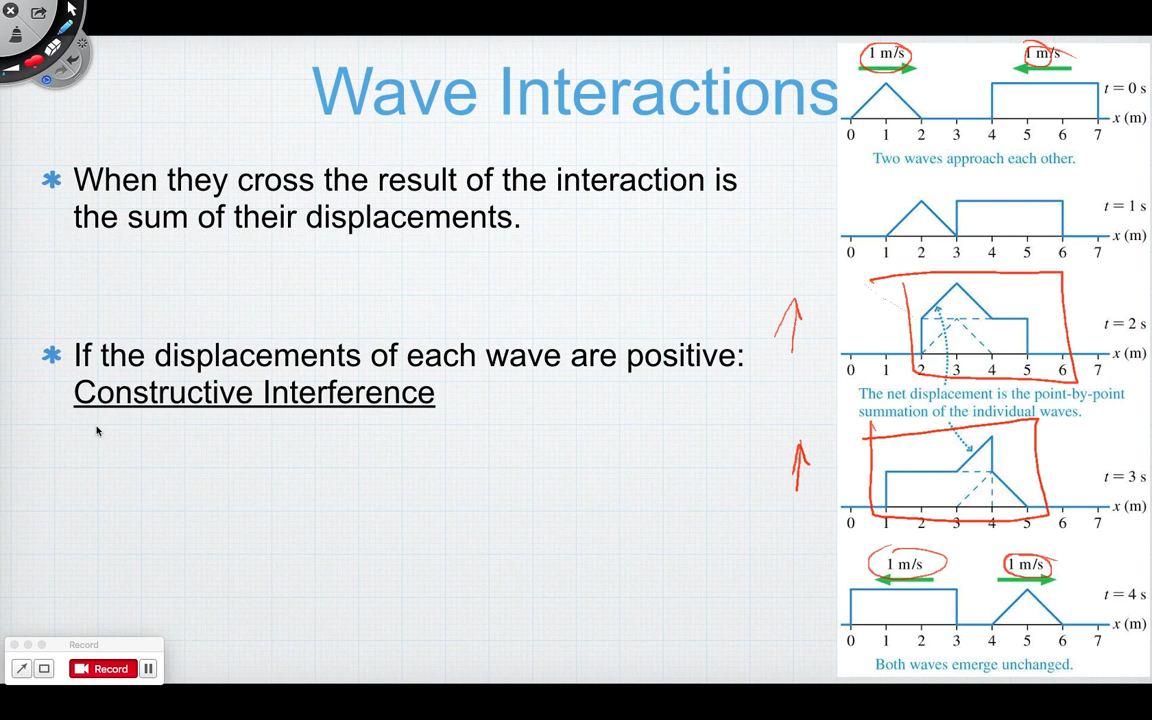 Wave Interactions
When they cross the result of the interaction is
the sum of their displacements.
If the displacements of each wave are positive:
Constructive Interference
1 m/s 1 m/s
t = 0 s
x (m)
0 1 2 3 4 5 6 7
Two waves approach each other.
t = 1 s
x (m)
0 1 2 3 4 5 6 7
t = 2 s
x (m)
0 1 2 3 4 5 6 7
The net displacement is the point-by-point
summation of the individual waves.
t = 3 s
x (m)
0 1 2 3 4 5 6 7
1 m/s 1 m/s
t = 4 s
x (m)
0 1 2 3 4 5 6 7
Both waves emerge unchanged.
Record
Record